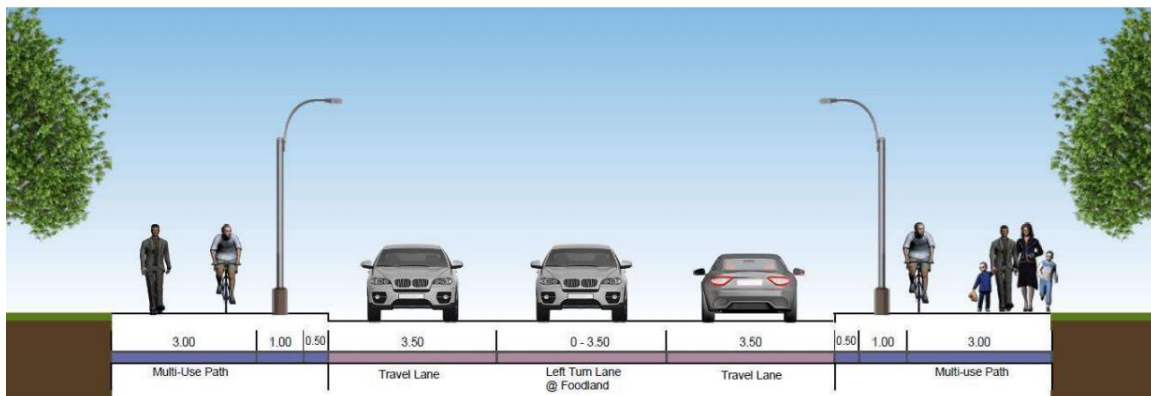 3.00 1.00 0.50 3.50 0 - 3.50 3.50 0.50 1.00 3.00
Multi-Use Path Travel Lane Left Turn Lane Travel Lane Multi-use Path
@ Foodland